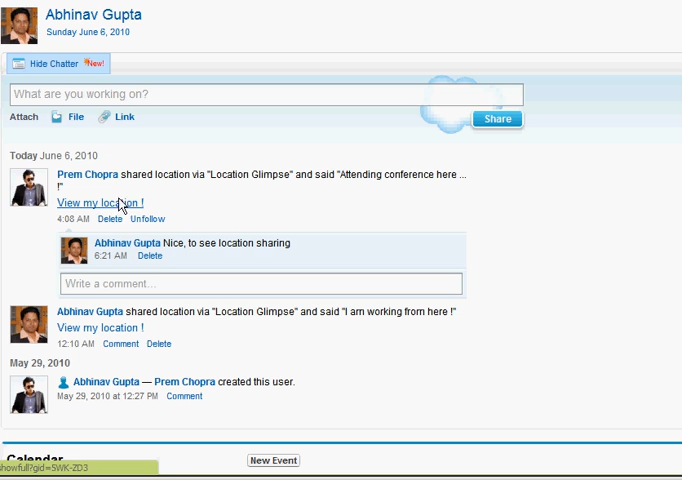 Abhinav Gupta
Sunday June 6, 2010
Hide Chatter New!
What are you working on?
Attach File Link Share
Today June 6, 2010
Prem Chopra shared location via "Location Glimpse" and said "Attending conference here ...
!"
View my location !
4:08 AM Delete Unfollow
Abhinav Gupta Nice, to see location sharing
6:21 AM Delete
Write a comment...
Abhinav Gupta shared location via "Location Glimpse" and said "I am working from here !"
View my location !
12:10 AM Comment Delete
May 29, 2010
Abhinav Gupta — Prem Chopra created this user.
May 29, 2010 at 12:27 PM Comment
Calendar New Event
showfull?gid=5WK-ZD3